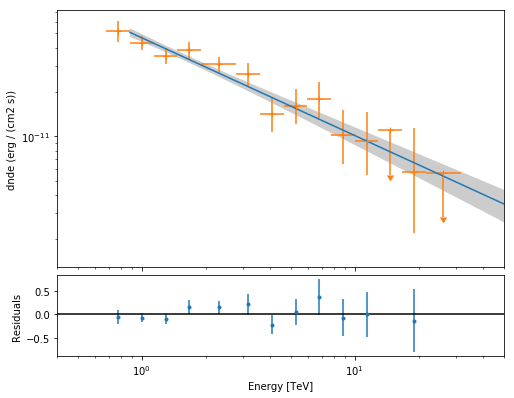 dnde (erg / (cm2 s))
10⁻¹¹
Residuals
0.5
0.0
−0.5
10⁰
10¹
Energy [TeV]